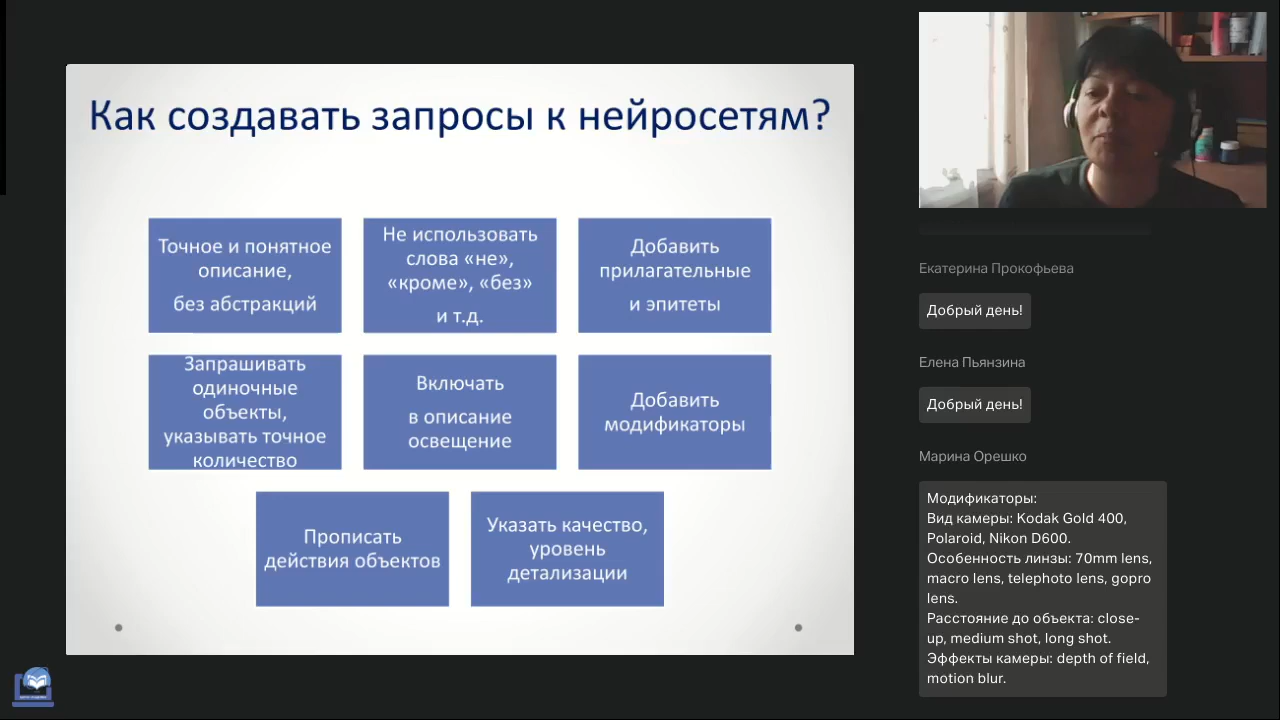 Как создавать запросы к нейросетям?
Точное и понятное
описание,
без абстракций
Не использовать
слова «не»,
«кроме», «без»
и т.д.
Добавить
прилагательные
и эпитеты
Запрашивать
одиночные
объекты,
указывать точное
количество
Включать
в описание
освещение
Добавить
модификаторы
Прописать
действия объектов
Указать качество,
уровень
детализации
Екатерина Прокофьева
Добрый день!
Елена Пьянзина
Добрый день!
Марина Орешко
Модификаторы:
Вид камеры: Kodak Gold 400,
Polaroid, Nikon D600.
Особенность линзы: 70mm lens,
macro lens, telephoto lens, gopro
lens.
Расстояние до объекта: close-
up, medium shot, long shot.
Эффекты камеры: depth of field,
motion blur.